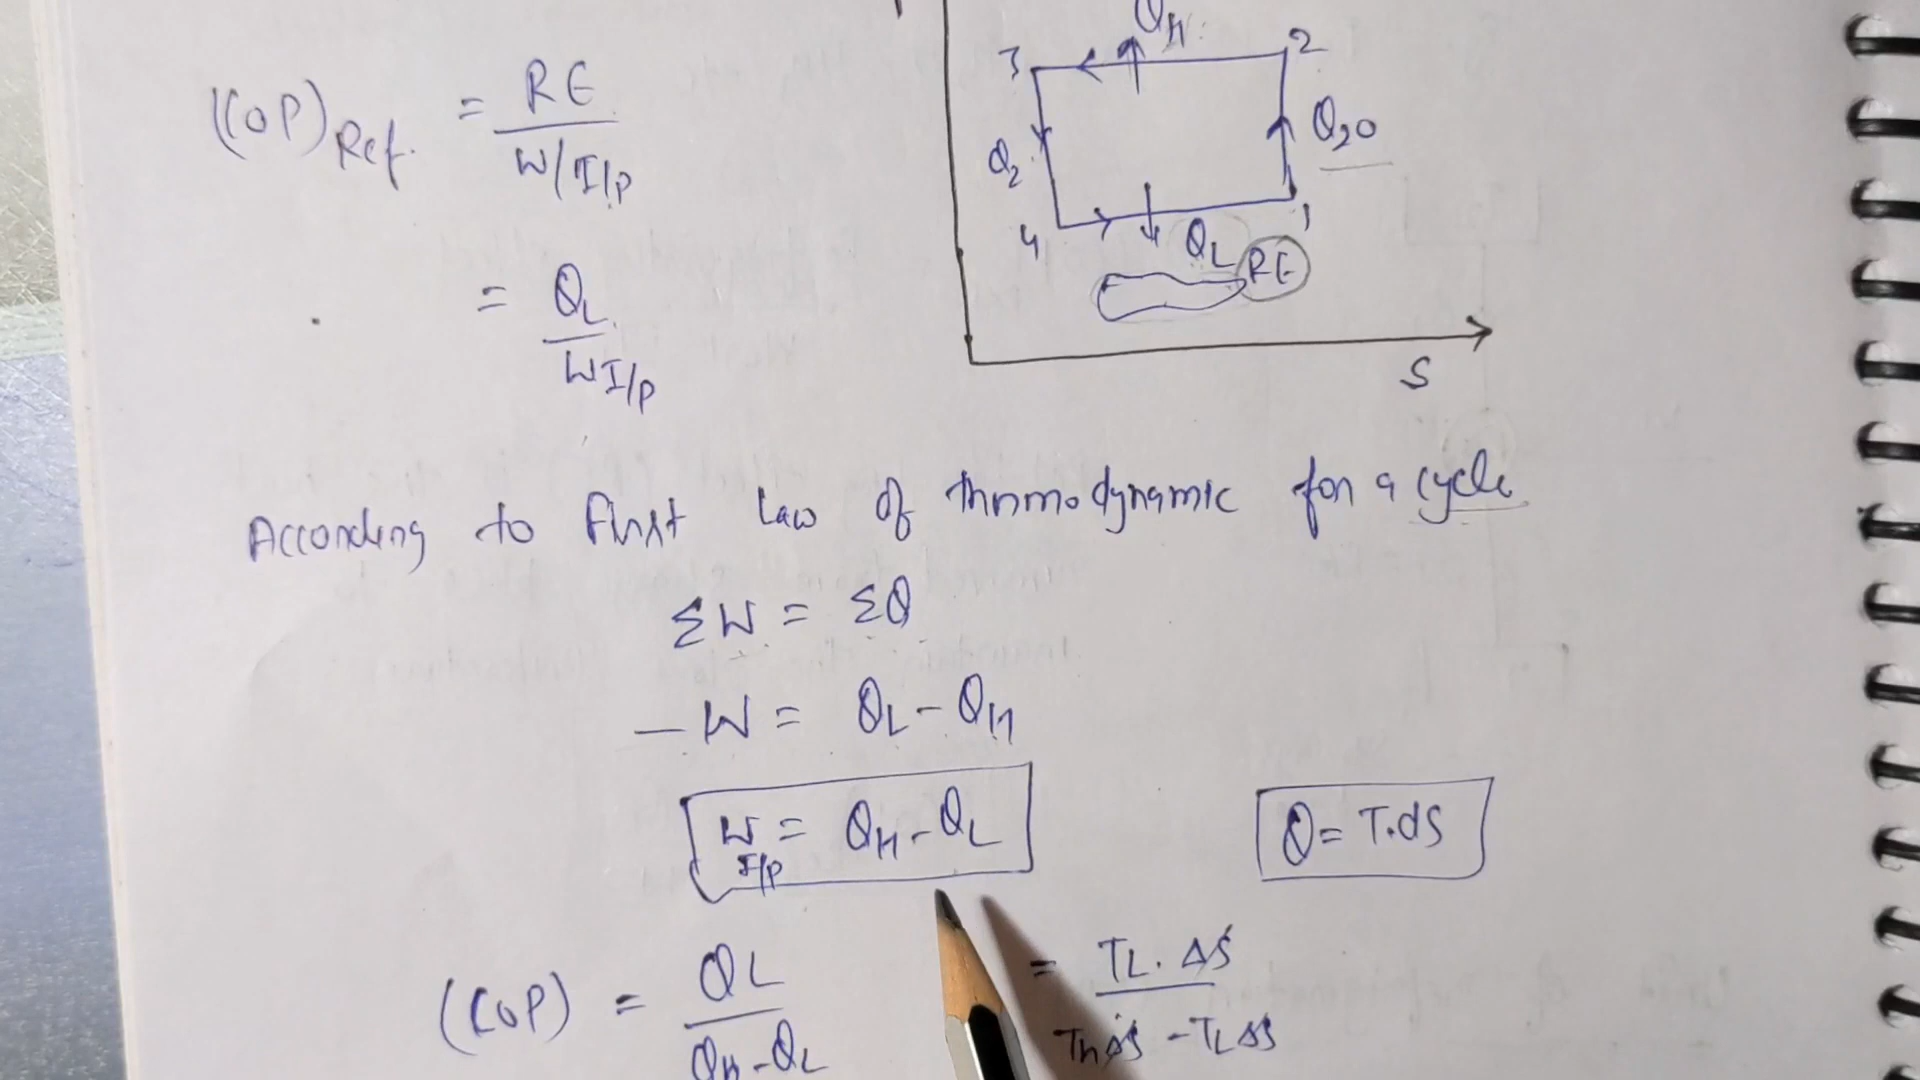 QH
3 2
(COP)Ref. = RE / W/I/P
Q2 Q20
4 1
QL RE
= QL / WI/P
S
According to First Law of thermodynamic for a cycle
ΣW = ΣQ
-W = QL - QH
W I/P = QH - QL
Q = T.dS
(COP) = QL / QH - QL = TL. ΔS / Th ΔS - TL ΔS